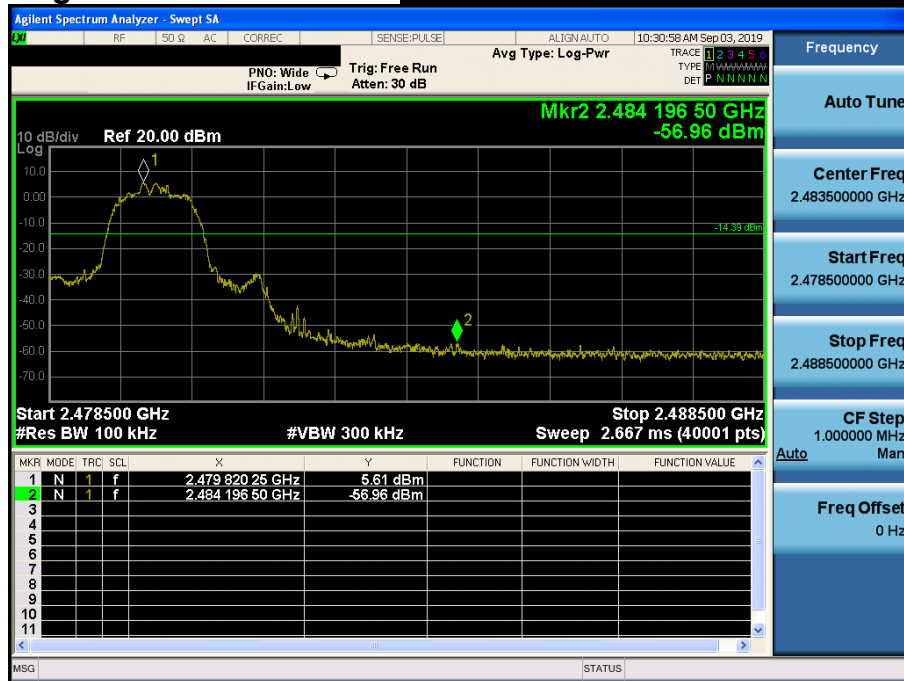 Agilent Spectrum Analyzer - Swept SA
LXI RF 50 Ω AC CORREC SENSE:PULSE ALIGN AUTO 10:30:58 AM Sep 03, 2019
Avg Type: Log-Pwr TRACE 1 2 3 4 5 6
PNO: Wide Trig: Free Run TYPE M WWWWW
IFGain:Low Atten: 30 dB DET P N N N N N
Frequency
Auto Tune
Center Freq
2.483500000 GHz
Start Freq
2.478500000 GHz
Stop Freq
2.488500000 GHz
CF Step
1.000000 MHz
Auto Man
Freq Offset
0 Hz
Mkr2 2.484 196 50 GHz
-56.96 dBm
10 dB/div Ref 20.00 dBm
Log
1
10.0
0.00
-10.0
-14.39 dBm
-20.0
-30.0
-40.0
-50.0
2
-60.0
-70.0
Start 2.478500 GHz Stop 2.488500 GHz
#Res BW 100 kHz #VBW 300 kHz Sweep 2.667 ms (40001 pts)
MKR MODE TRC SCL X Y FUNCTION FUNCTION WIDTH FUNCTION VALUE
1 N 1 f 2.479 820 25 GHz 5.61 dBm
2 N 1 f 2.484 196 50 GHz -56.96 dBm
3
4
5
6
7
8
9
10
11
MSG STATUS